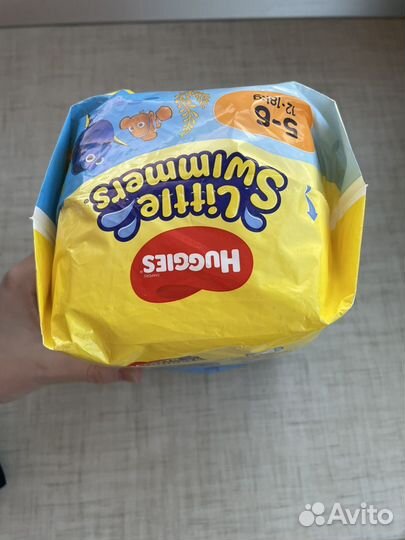 HUGGIES
Little
Swimmers
5-6
12-18kg
Avito